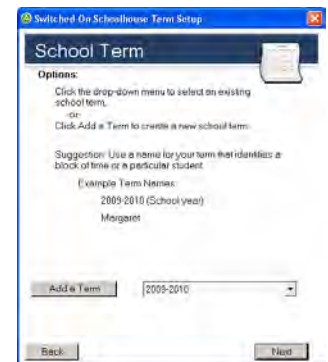 Switched On Schoolhouse Term Setup
School Term
Options:
Click the drop-down menu to select an existing
school term.
-or-
Click Add a Term to create a new school term.
Suggestion: Use a name for your term that identifies a
block of time or a particular student.
Example Term Names:
2009-2010 (School year)
Margaret
Add a Term
2009-2010
Back
Next